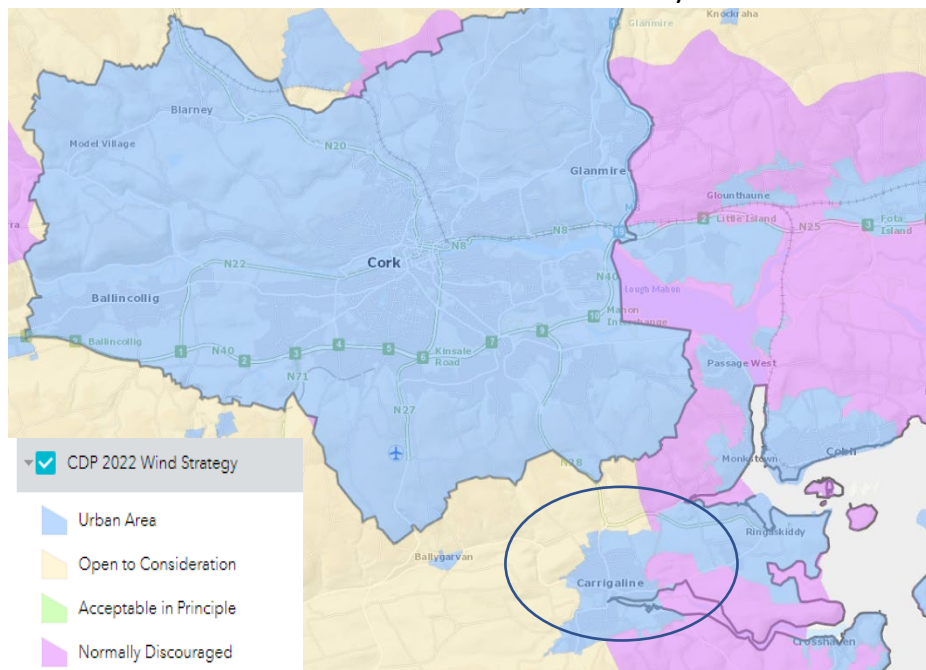 Knockraha
1
Glanmire
Blarney
Model Village
N20
Glanmire
Glounthaune
2
Little Island
N25
3
Fota
Island
N8
N8
Cork
N22
N40
Lough Mahon
Ballincollig
10
Mahon
Interchange
9
7
Ballincollig
1
N40
2
3
4
5
6
Kinsale
Road
Passage West
N71
N27
Cobh
Monkstown
N28
CDP 2022 Wind Strategy
Urban Area
Ringaskiddy
Open to Consideration
Ballygarvan
Carrigaline
Acceptable in Principle
Normally Discouraged
Crosshaven